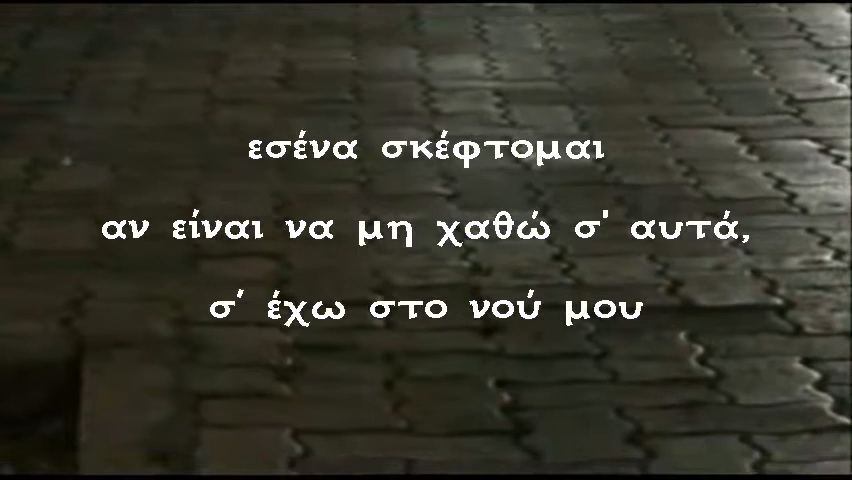 εσένα σκέφτομαι
αν είναι να μη χαθώ σ' αυτά,
σ' έχω στο νού μου